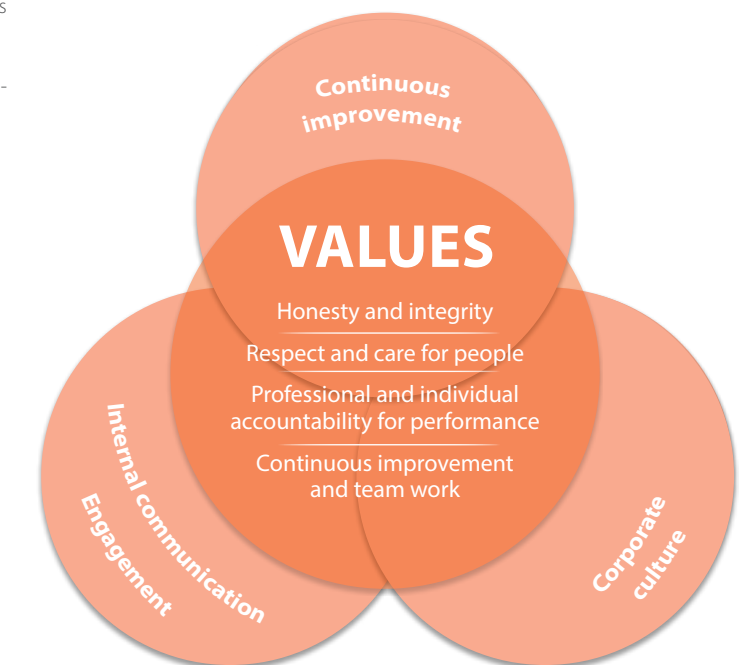 s
-
Continuous
improvement
VALUES
Honesty and integrity
Respect and care for people
Professional and individual
accountability for performance
Continuous improvement
and team work
Internal communication
Engagement
Corporate
culture